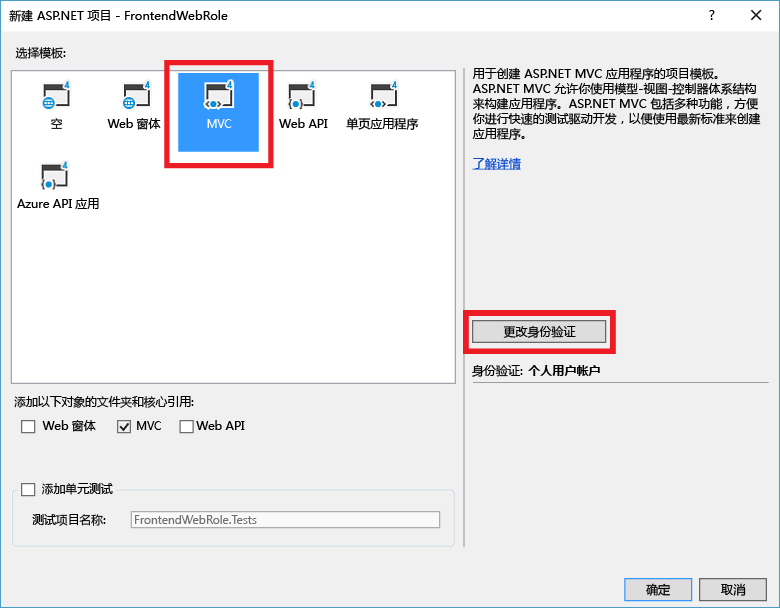 新建 ASP.NET 项目 - FrontendWebRole
?
选择模板:
空
Web 窗体
MVC
Web API
单页应用程序
Azure API 应用
用于创建 ASP.NET MVC 应用程序的项目模板。
ASP.NET MVC 允许你使用模型-视图-控制器体系结构
来构建应用程序。ASP.NET MVC 包括多种功能，方便
你进行快速的测试驱动开发，以便使用最新标准来创建
应用程序。
了解详情
更改身份验证
身份验证: 个人用户帐户
添加以下对象的文件夹和核心引用:
Web 窗体 MVC Web API
添加单元测试
测试项目名称: FrontendWebRole.Tests
确定 取消